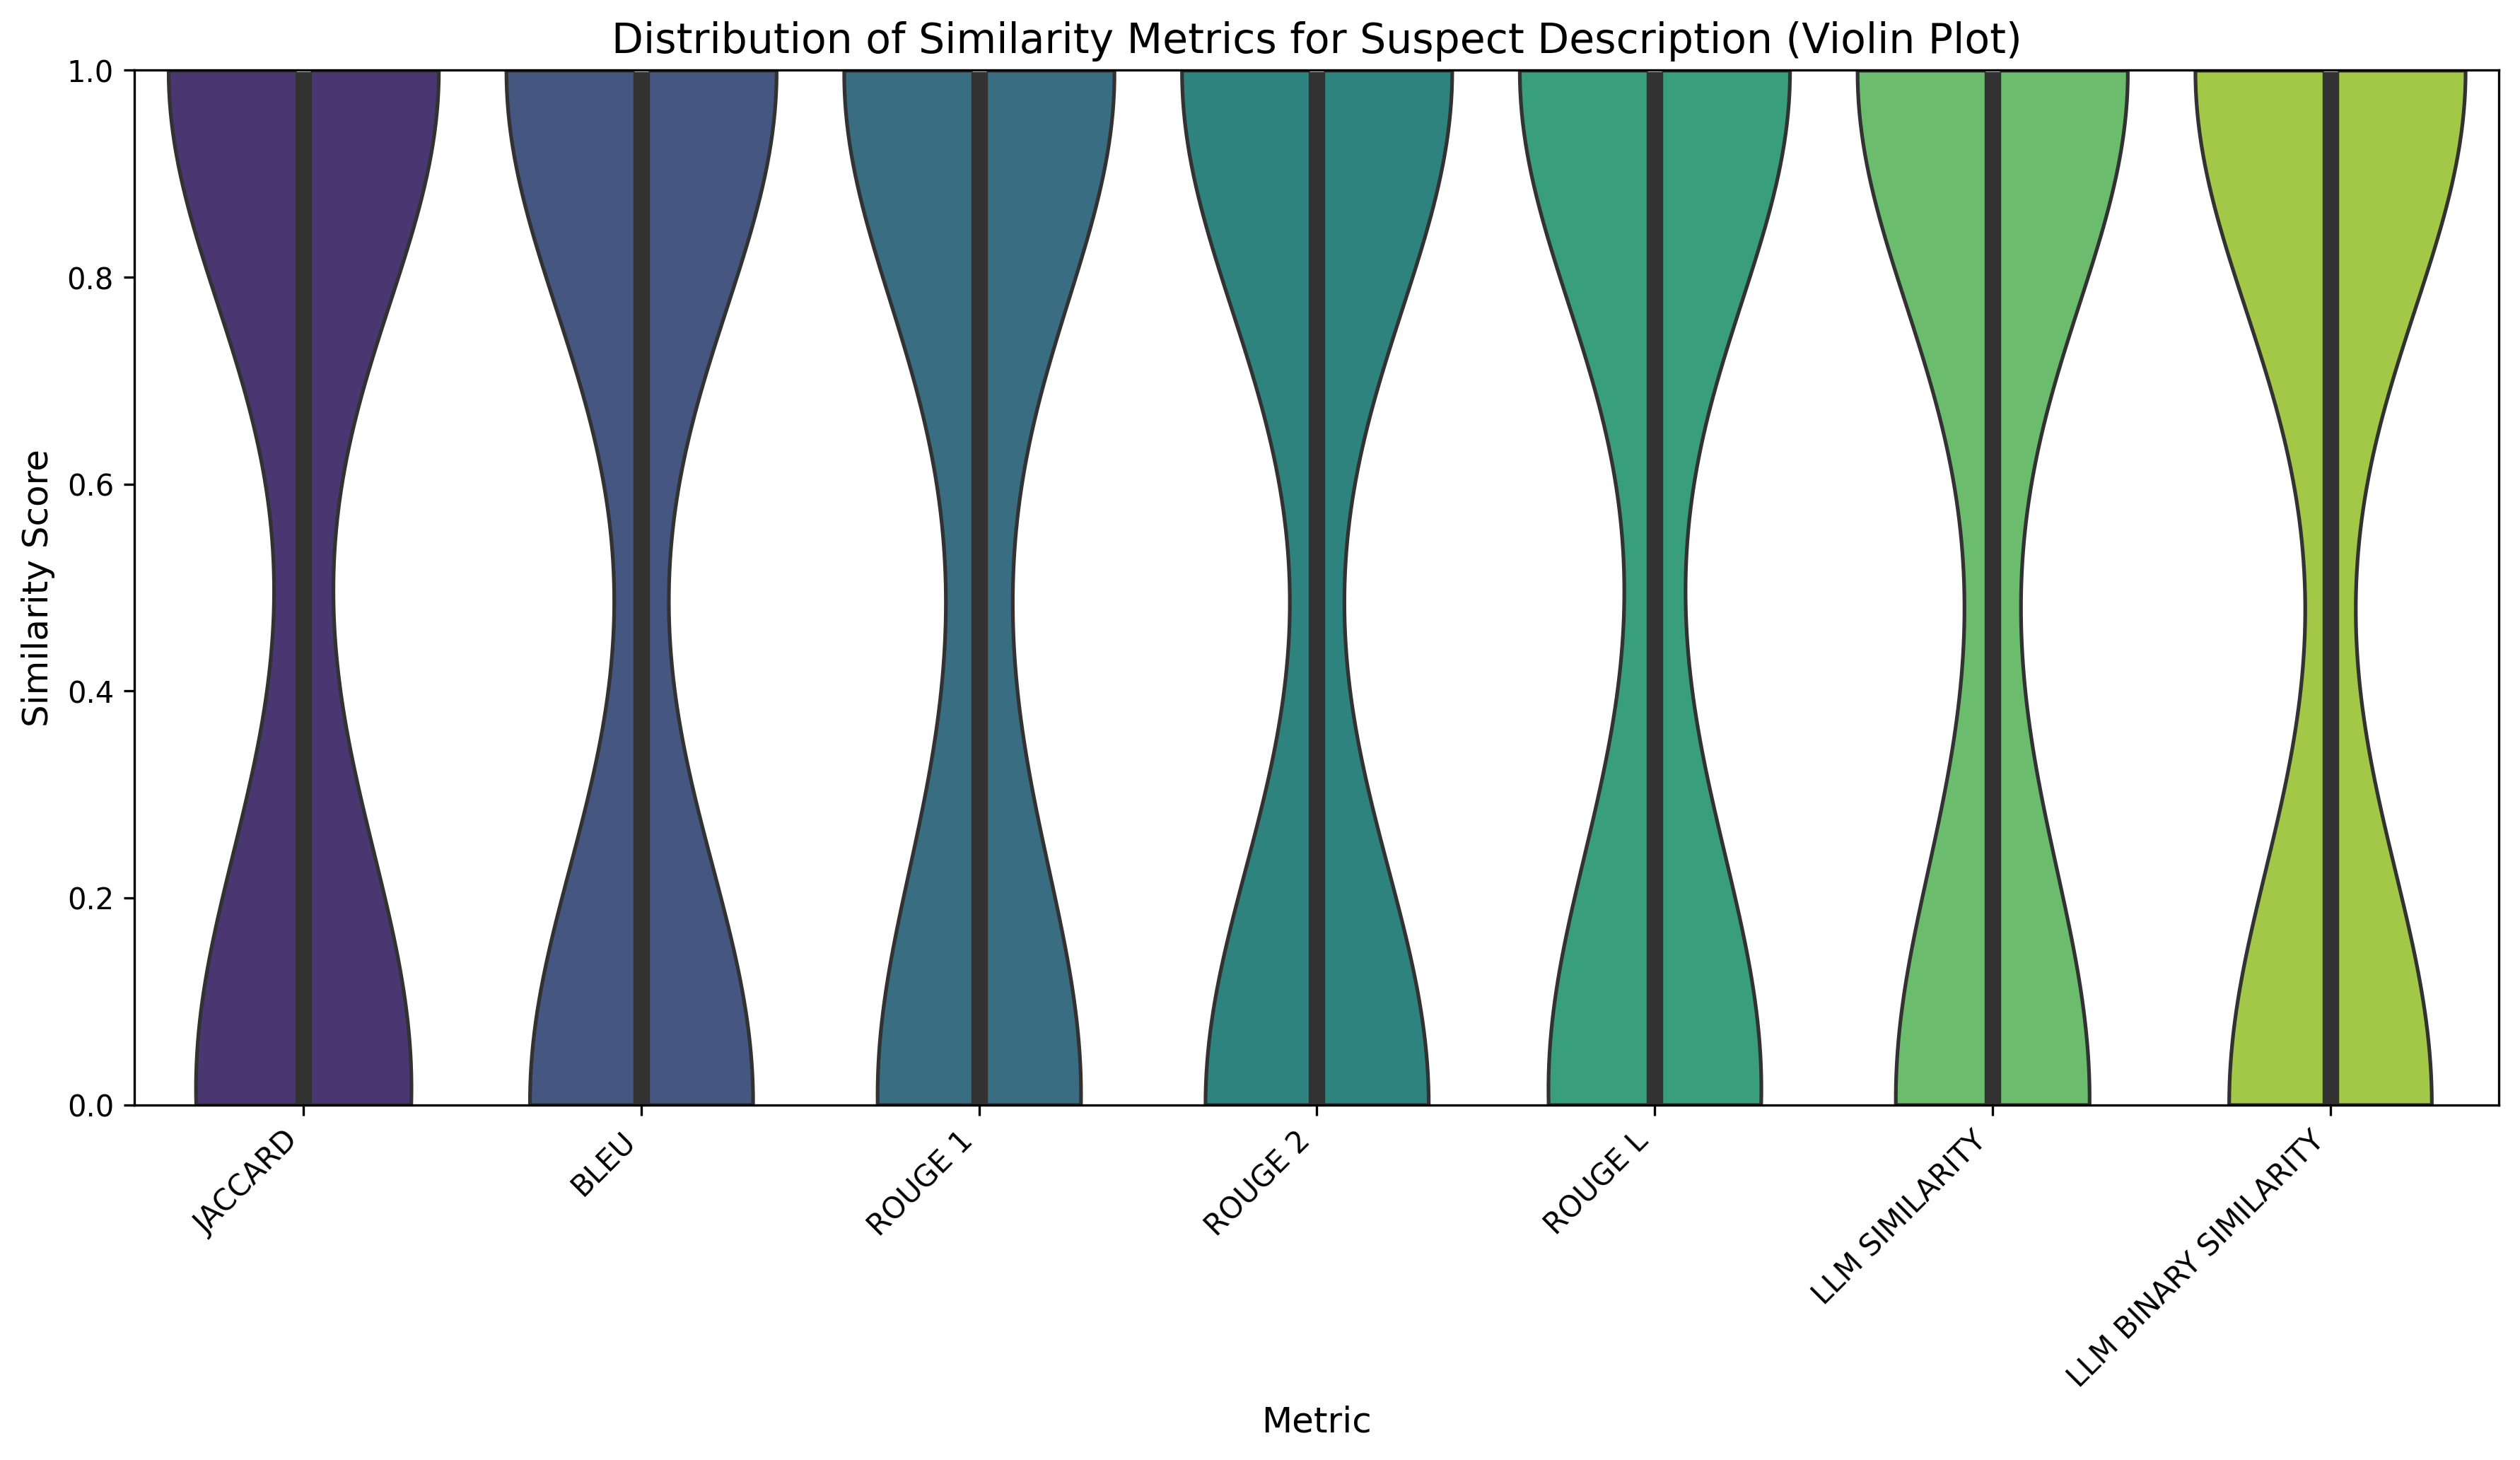 Distribution of Similarity Metrics for Suspect Description (Violin Plot)
Similarity Score
1.0
0.8
0.6
0.4
0.2
0.0
JACCARD
BLEU
ROUGE 1
ROUGE 2
ROUGE L
LLM SIMILARITY
LLM BINARY SIMILARITY
Metric